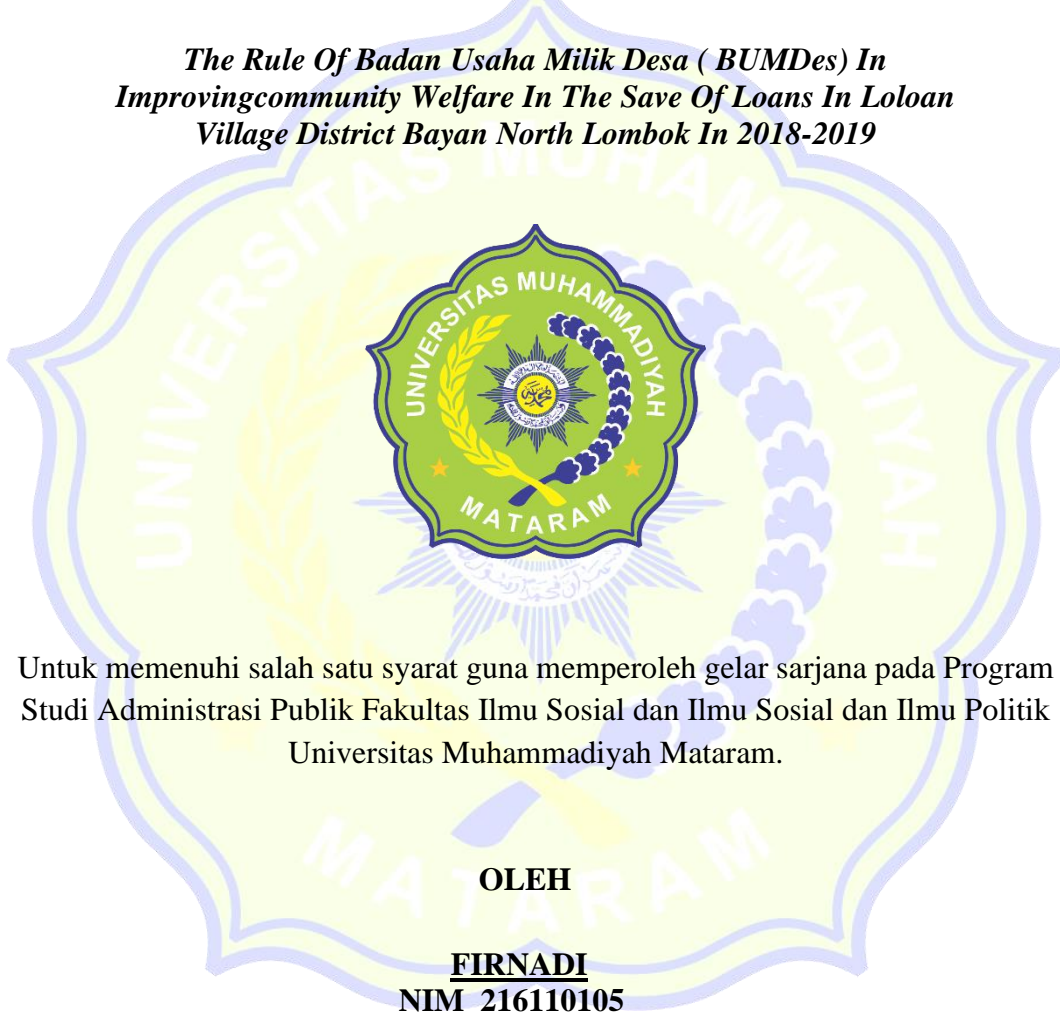 The Rule Of Badan Usaha Milik Desa ( BUMDes) In
Improvingcommunity Welfare In The Save Of Loans In Loloan
Village District Bayan North Lombok In 2018-2019
UNIVERSITAS MUHAMMADIYAH
MATARAM
UNIVERSITAS MUHAMMADIYAH
MATARAM
Untuk memenuhi salah satu syarat guna memperoleh gelar sarjana pada Program
Studi Administrasi Publik Fakultas Ilmu Sosial dan Ilmu Sosial dan Ilmu Politik
Universitas Muhammadiyah Mataram.
OLEH
FIRNADI
NIM 216110105